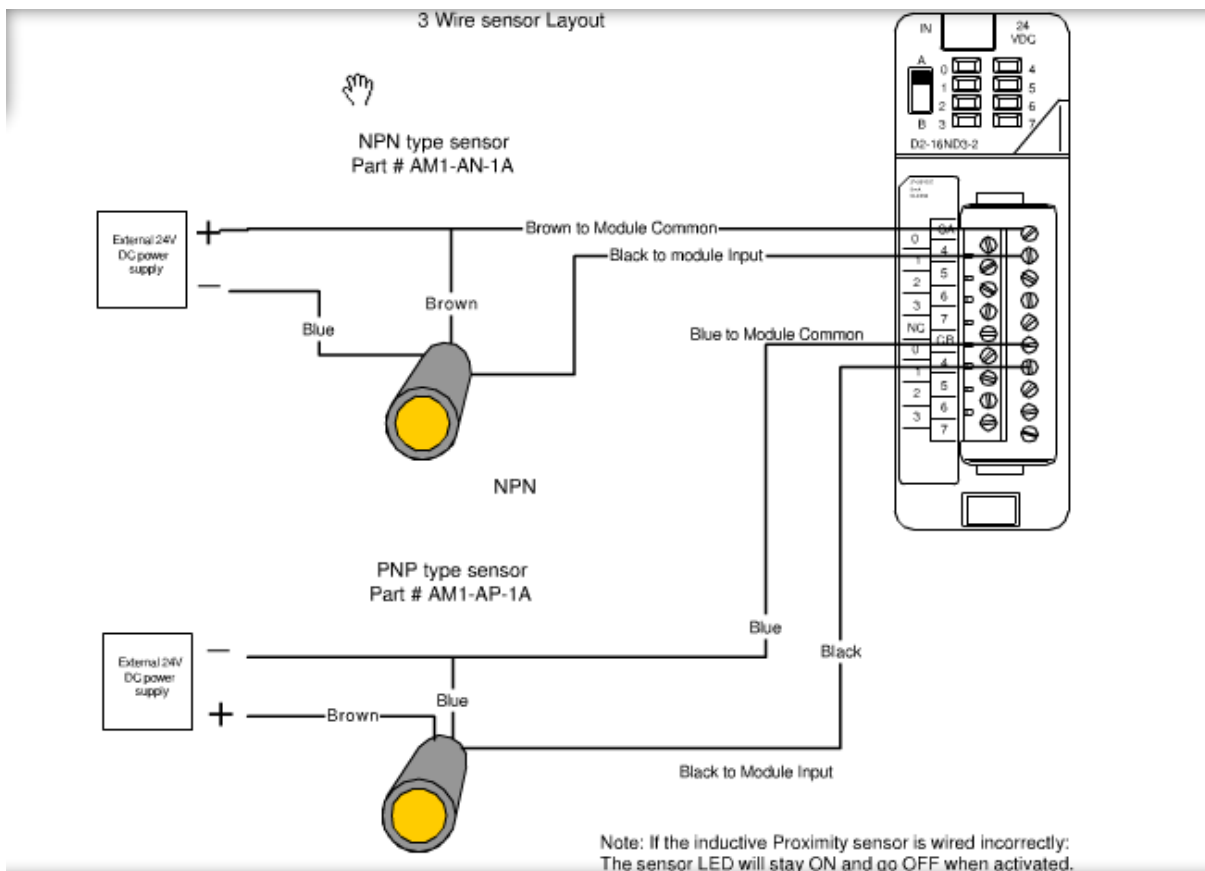 3 Wire sensor Layout
NPN type sensor
Part # AM1-AN-1A
External 24V
DC power
supply
+
−
Brown to Module Common
Black to module Input
Brown
Blue
Blue to Module Common
NPN
PNP type sensor
Part # AM1-AP-1A
External 24V
DC power
supply
−
+
Blue
Black
Blue
Brown
Black to Module Input
Note: If the inductive Proximity sensor is wired incorrectly:
The sensor LED will stay ON and go OFF when activated.
IN
24
VDC
A
B
0
1
2
3
4
5
6
7
D2-16ND3-2
0
1
2
3
NC
0
1
2
3
CA
4
5
6
7
CB
4
5
6
7